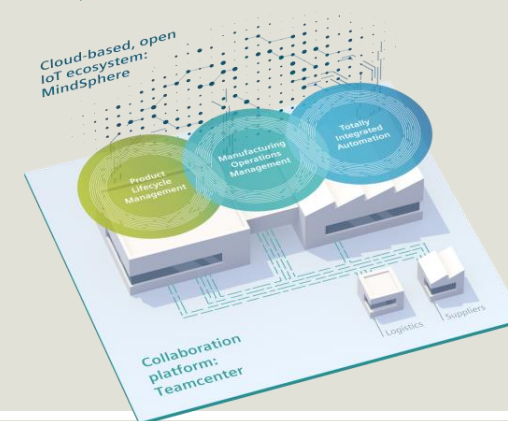 Cloud-based, open
IoT ecosystem:
MindSphere
Product
Lifecycle
Management
Manufacturing
Operations
Management
Totally
Integrated
Automation
Logistics
Suppliers
Collaboration
platform:
Teamcenter